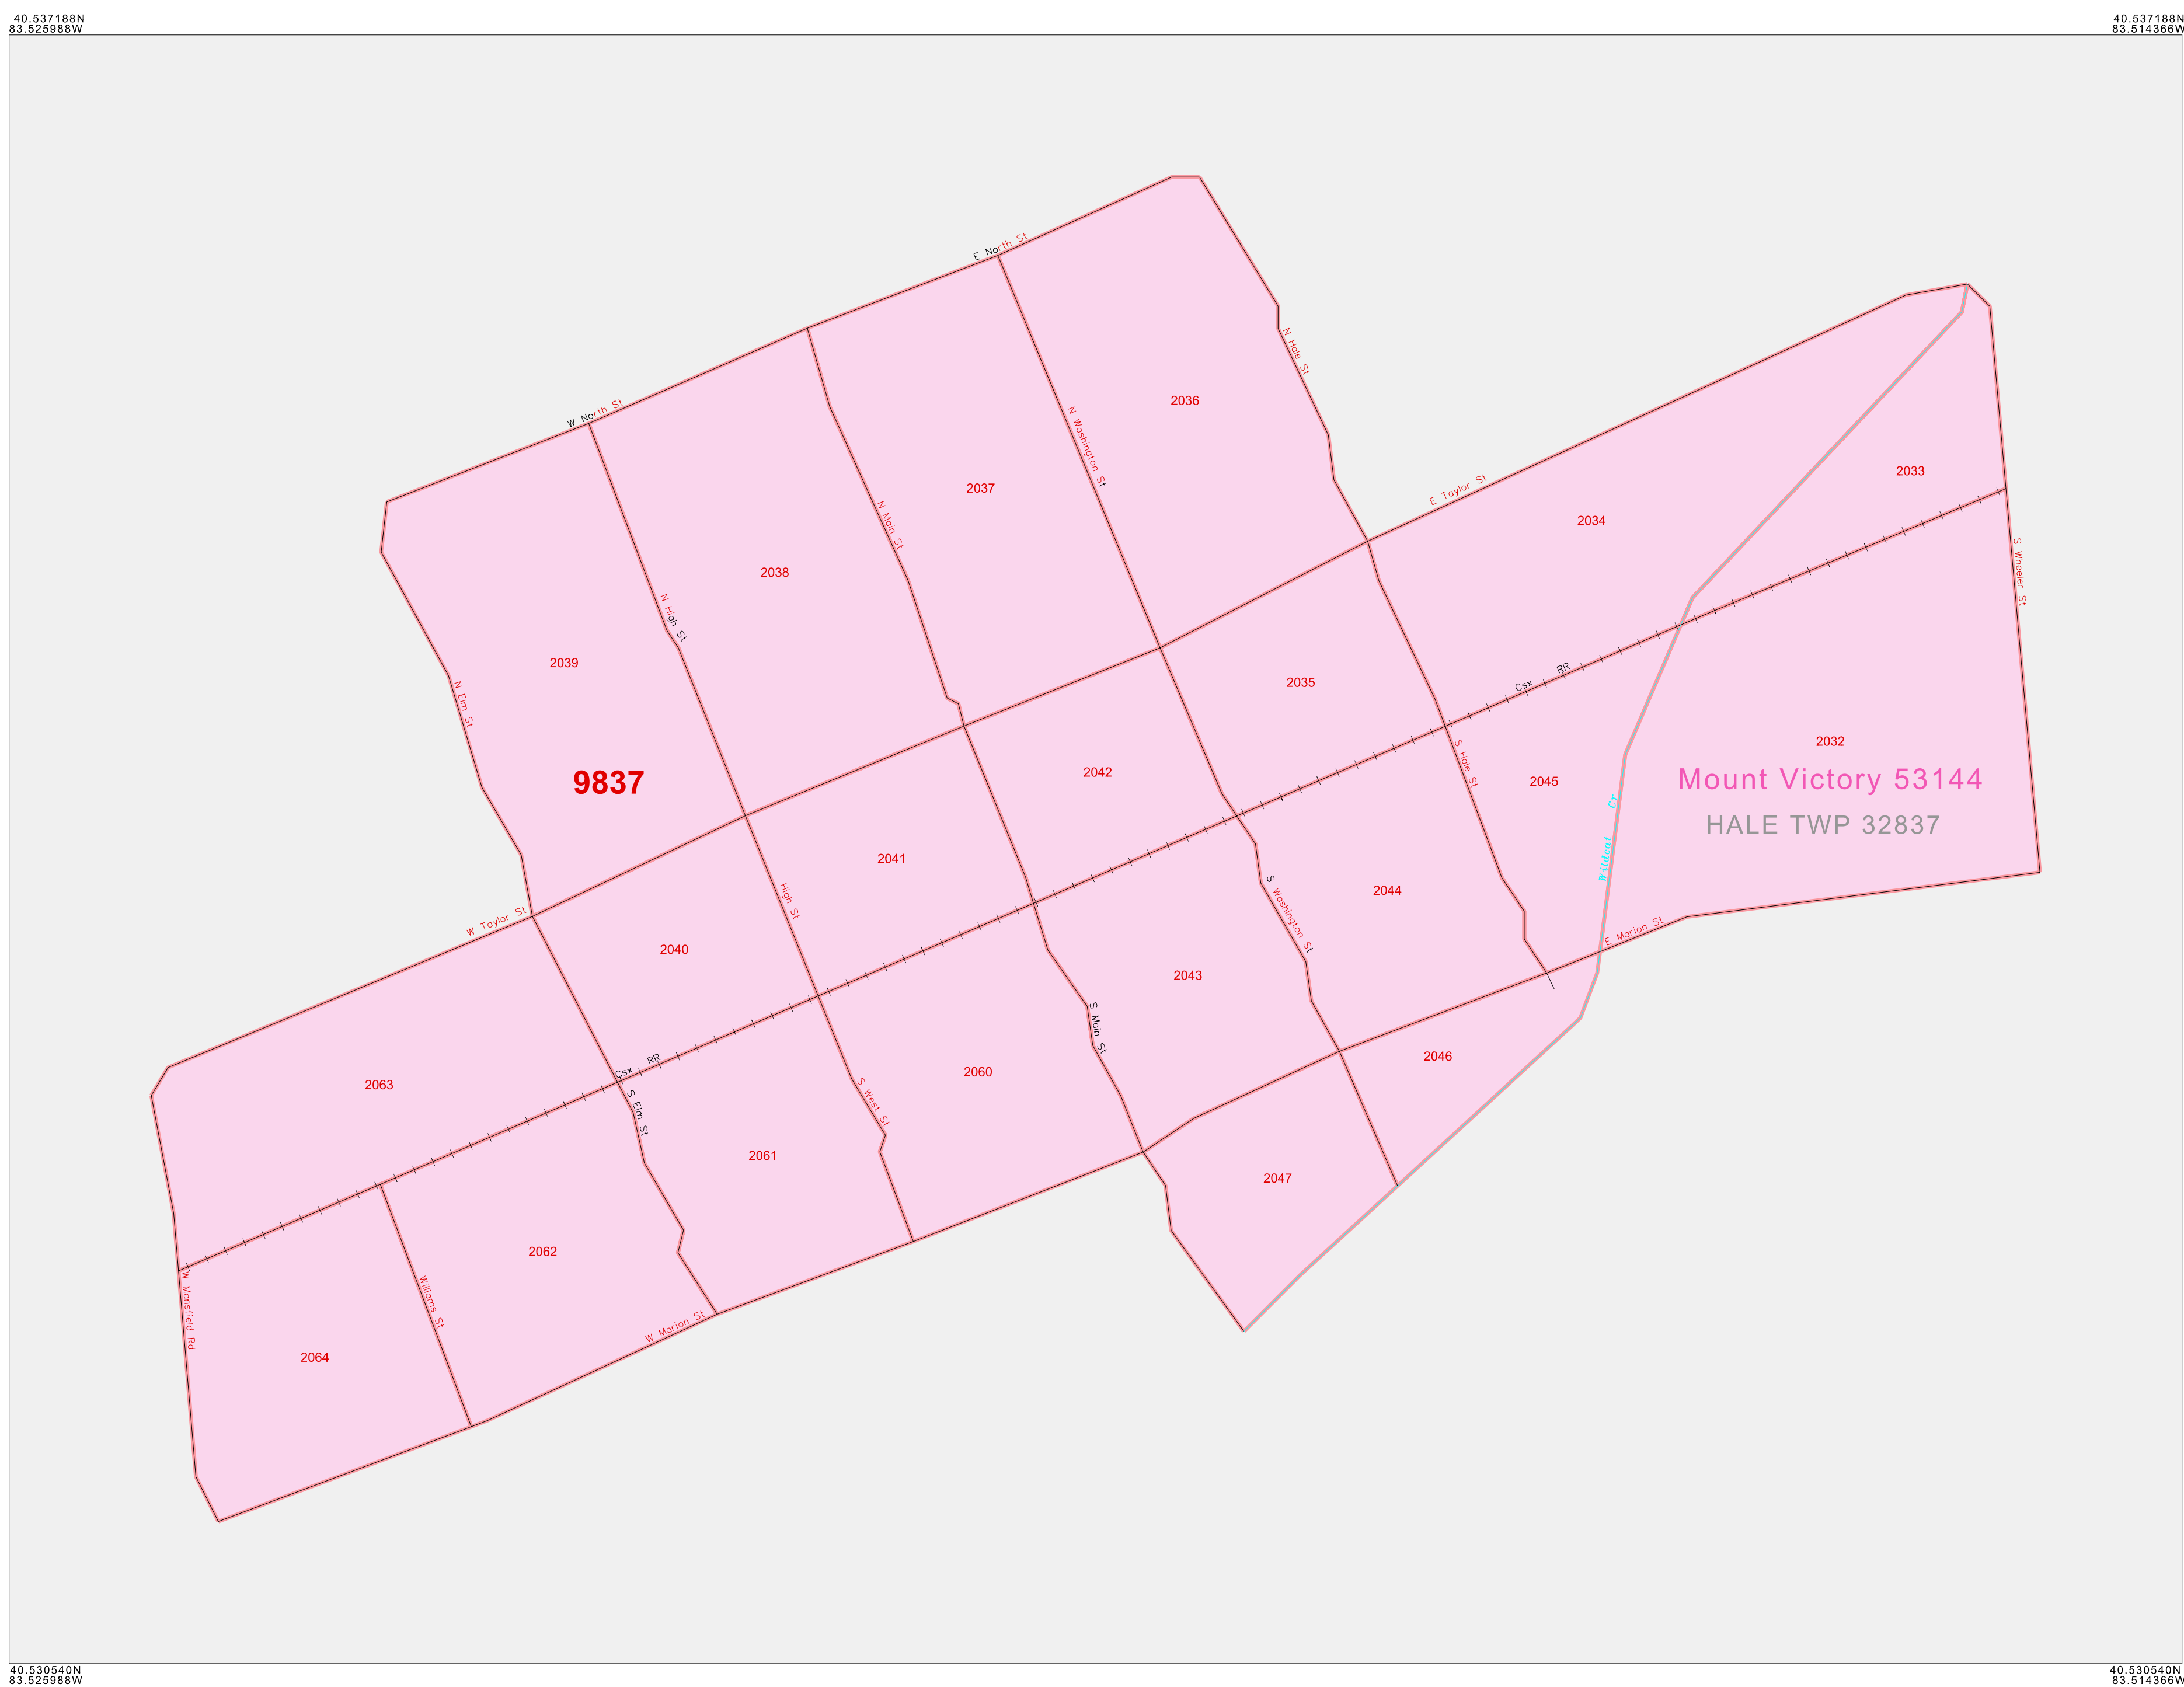 40.537188N
83.525988W
40.537188N
83.514366W
E North St
N Hale St
W North St
2036
N Washington St
2033
E Taylor St
2037
2034
N Main St
S Wheeler St
2038
N High St
2039
Csx RR
2035
N Elm St
2032
S Hale St
2042
9837
2045
Mount Victory 53144
HALE TWP 32837
Wildcat Cr
2041
2044
High St
S Washington St
W Taylor St
E Marion St
2040
2043
S Main St
2046
Csx RR
2060
2063
S West St
S Elm St
2061
2047
2062
W Mansfield Rd
Williams St
W Marion St
2064
40.530540N
83.525988W
40.530540N
83.514366W